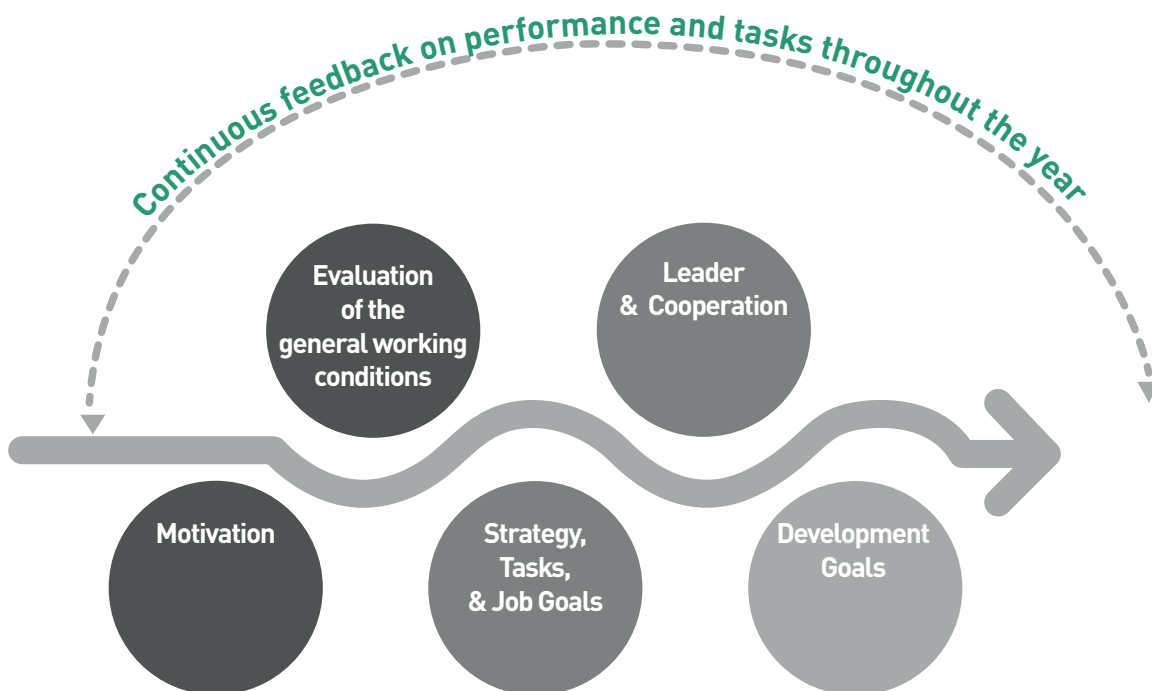 Continuous feedback on performance and tasks throughout the year
Evaluation
of the
general working
conditions
Leader
& Cooperation
Motivation
Strategy,
Tasks,
& Job Goals
Development
Goals